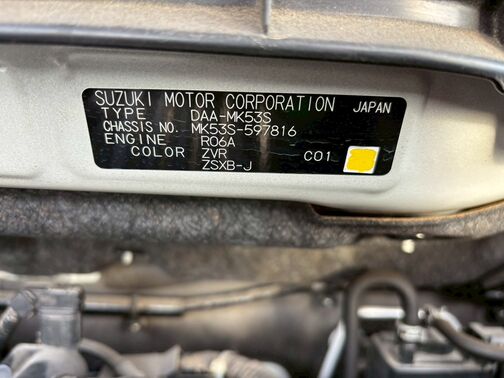 SUZUKI MOTOR CORPORATION JAPAN
TYPE DAA-MK53S
CHASSIS NO. MK53S-597816
ENGINE R06A
COLOR ZVR C01
ZSXB-J